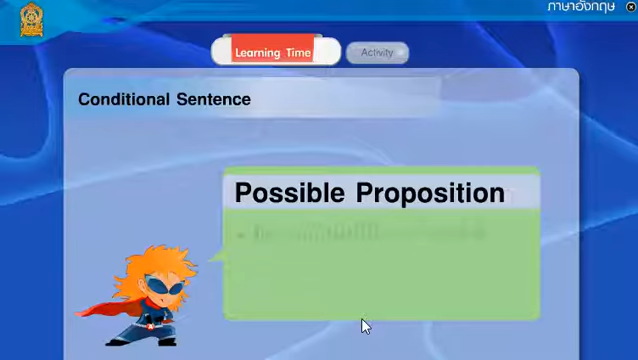 ภาษาอังกฤษ
Learning Time
Activity
Conditional Sentence
Possible Proposition